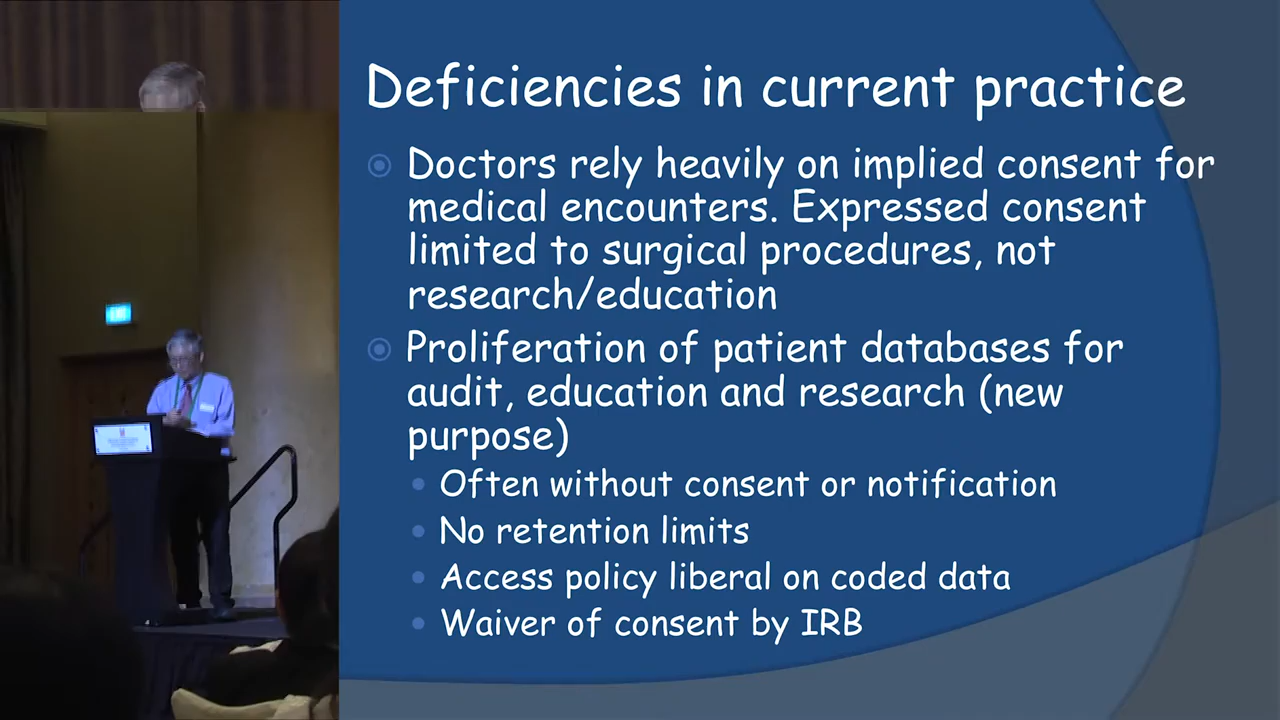 Deficiencies in current practice
Doctors rely heavily on implied consent for
medical encounters. Expressed consent
limited to surgical procedures, not
research/education
Proliferation of patient databases for
audit, education and research (new
purpose)
Often without consent or notification
No retention limits
Access policy liberal on coded data
Waiver of consent by IRB